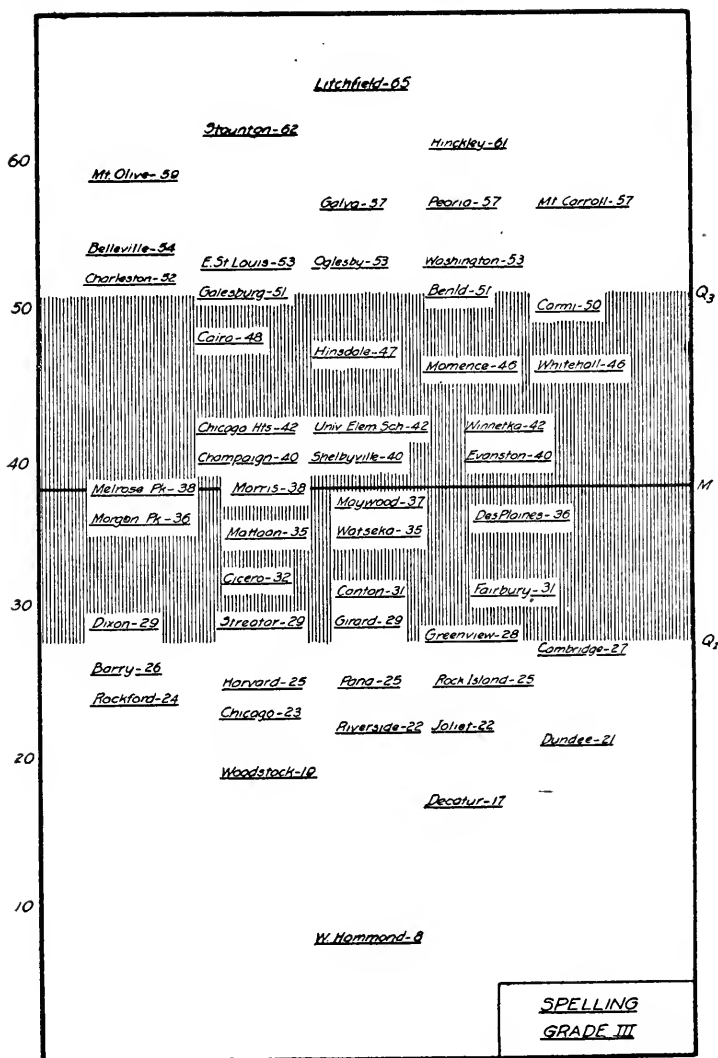 Litchfield-65
Staunton-62
Hinckley-61
60
Mt. Olive-59
Galva-57 Peoria-57 Mt Carroll-57
Belleville-54
E. St Louis-53 Oglesby-53 Washington-53
Charleston-52
Galesburg-51 Benld-51
Q3
50
Carmi-50
Cairo-48
Hinsdale-47
Momence-46 Whitehall-46
Chicago Hts-42 Univ Elem Sch-42 Winnetka-42
Champaign-40 Shelbyville-40 Evanston-40
40
Melrose Pk-38 Morris-38
M
Maywood-37
Morgan Pk-36 Des Plaines-36
Mattoon-35 Watseka-35
Cicero-32
Canton-31 Fairbury-31
30
Dixon-29 Streator-29 Girard-29
Greenview-28
Q1
Cambridge-27
Barry-26
Harvard-25 Pana-25 Rock Island-25
Rockford-24
Chicago-23
Riverside-22 Joliet-22
Dundee-21
20
Woodstock-19
Decatur-17
10
W. Hammond-8
SPELLING
GRADE III